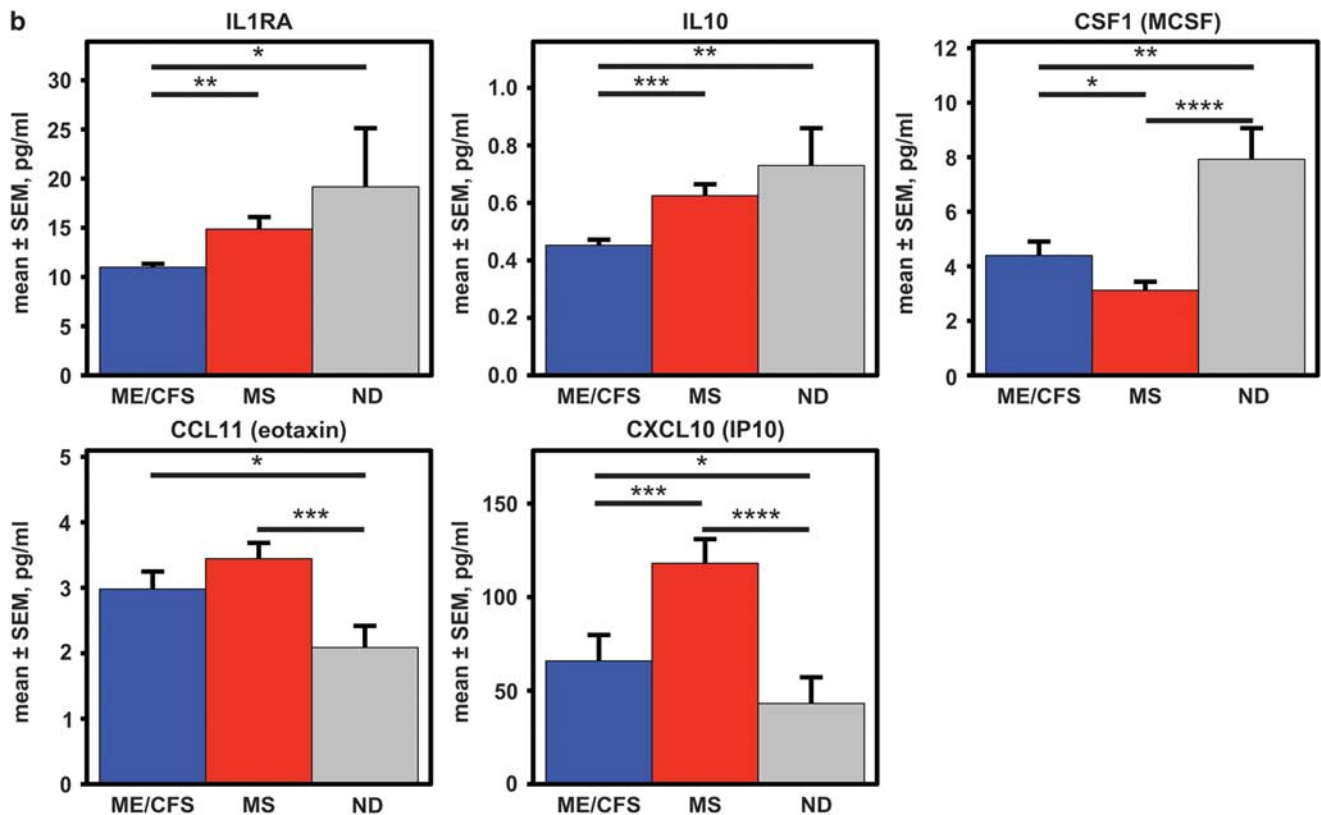 b
IL1RA
mean ± SEM, pg/ml
30
25
20
15
10
5
0
*
**
ME/CFS MS ND
IL10
mean ± SEM, pg/ml
1.0
0.8
0.6
0.4
0.2
0.0
**
***
ME/CFS MS ND
CSF1 (MCSF)
mean ± SEM, pg/ml
12
10
8
6
4
2
0
**
*
****
ME/CFS MS ND
CCL11 (eotaxin)
mean ± SEM, pg/ml
5
4
3
2
1
0
*
***
ME/CFS MS ND
CXCL10 (IP10)
mean ± SEM, pg/ml
150
100
50
0
*
***
****
ME/CFS MS ND